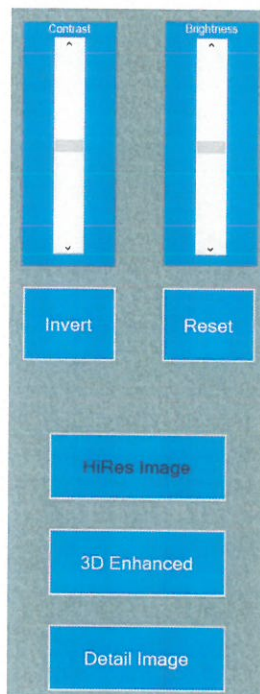 Contrast
Brightness
Invert
Reset
HiRes Image
3D Enhanced
Detail Image